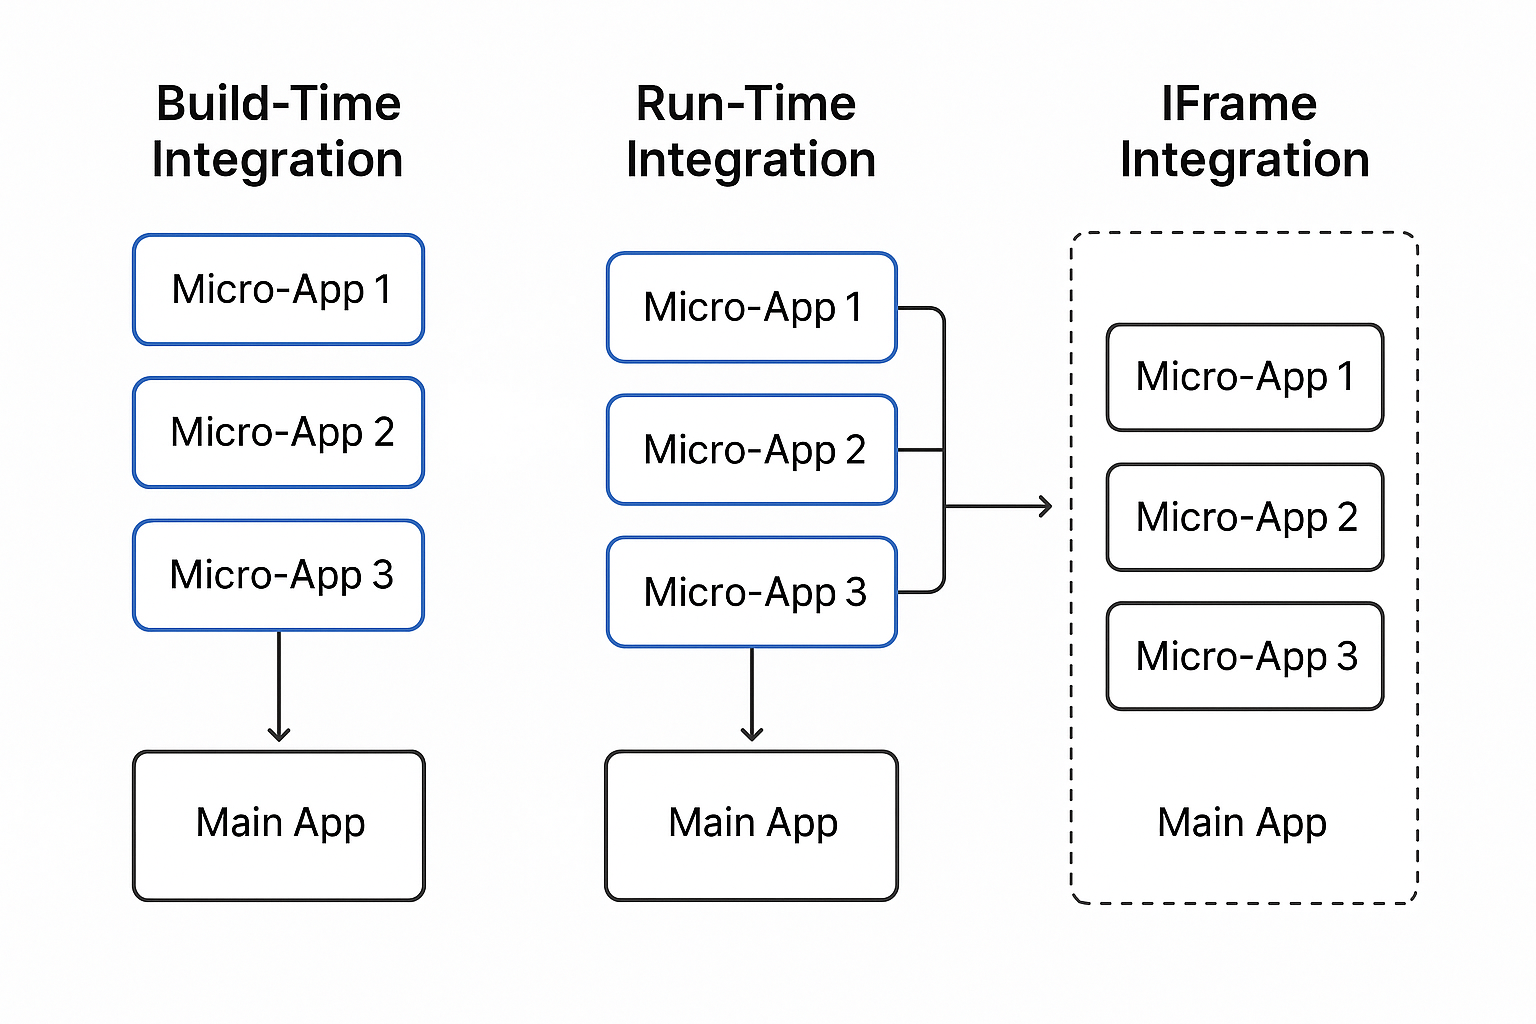 Build-Time
Integration
Micro-App 1
Micro-App 2
Micro-App 3
Main App
Run-Time
Integration
Micro-App 1
Micro-App 2
Micro-App 3
Main App
IFrame
Integration
Micro-App 1
Micro-App 2
Micro-App 3
Main App